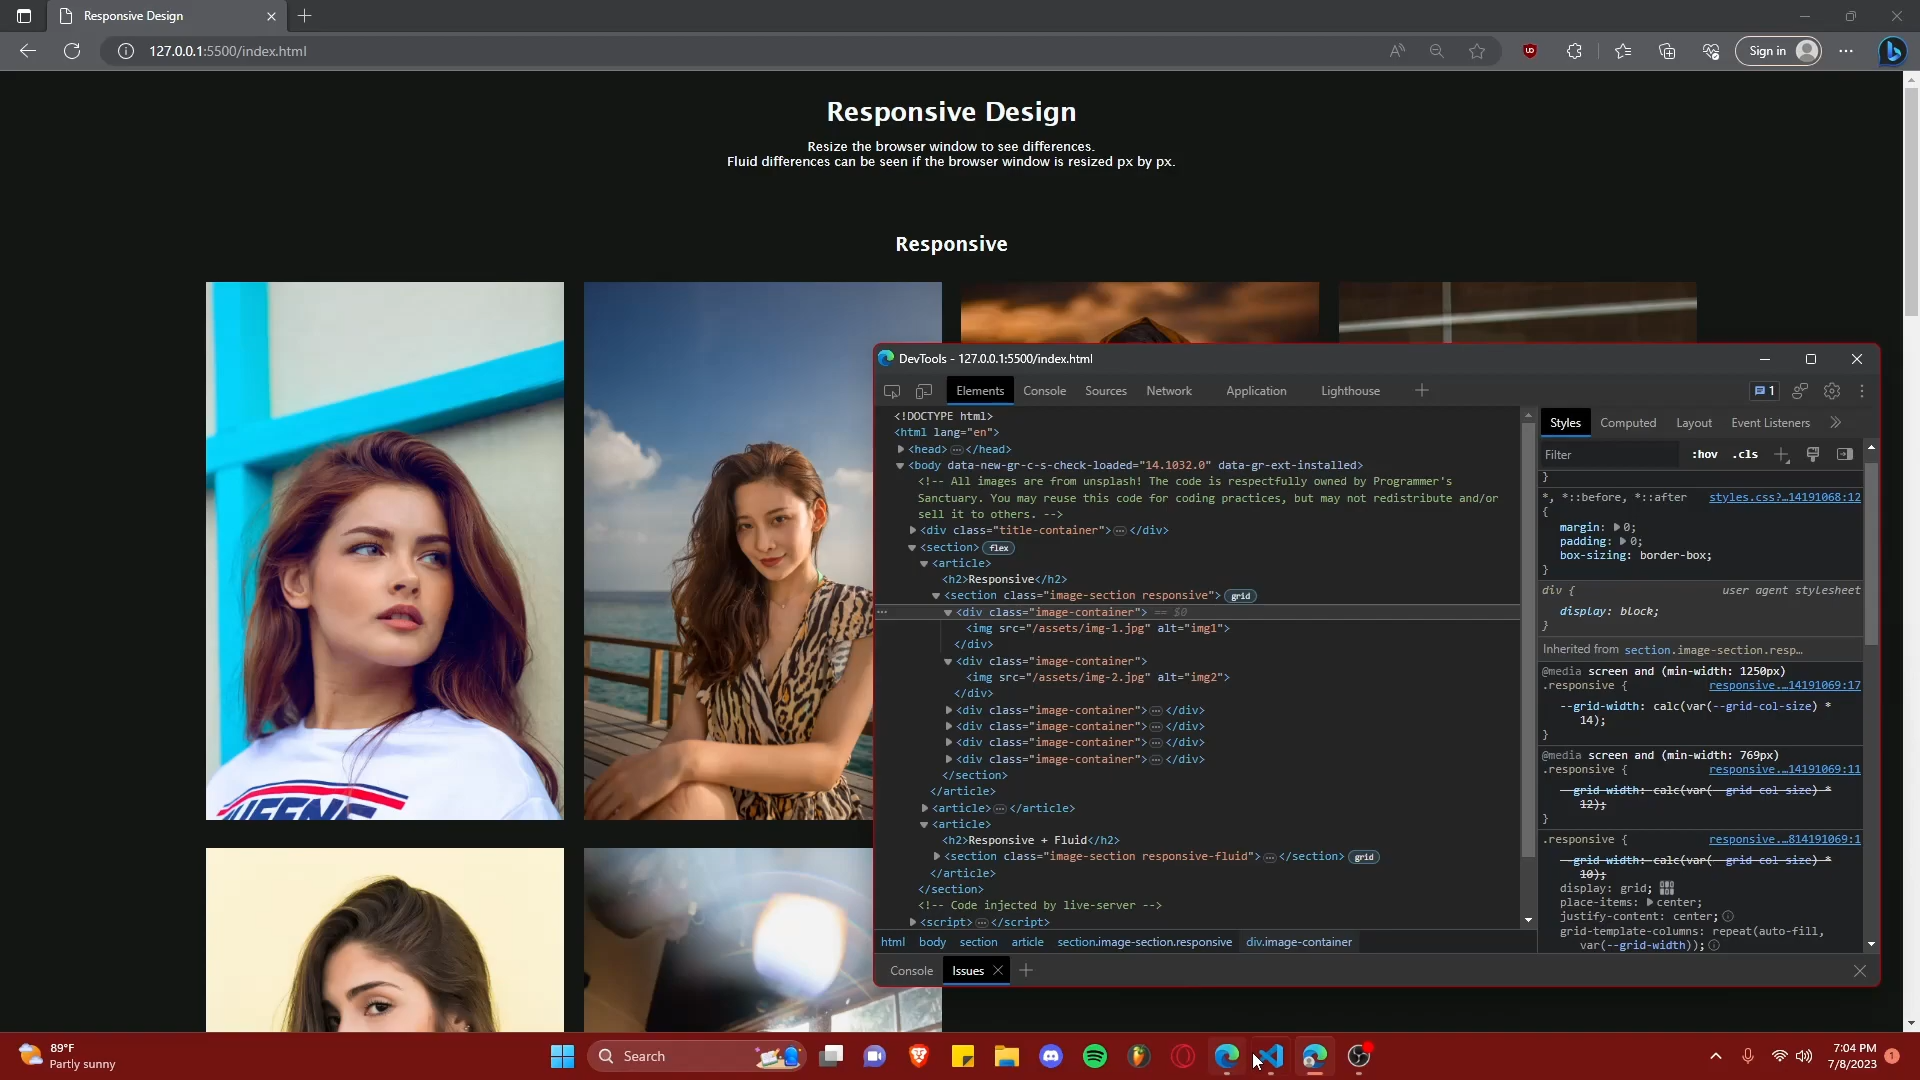 Responsive Design
127.0.0.1:5500/index.html
Sign in
Responsive Design
Resize the browser window to see differences.
Fluid differences can be seen if the browser window is resized px by px.
Responsive
DevTools - 127.0.0.1:5500/index.html
Elements Console Sources Network Application Lighthouse
1
<!DOCTYPE html>
<html lang="en">
<head>⋯</head>
<body data-new-gr-c-s-check-loaded="14.1032.0" data-gr-ext-installed>
<!-- All images are from unsplash! The code is respectfully owned by Programmer's
Sanctuary. You may reuse this code for coding practices, but may not redistribute and/or
sell it to others. -->
<div class="title-container">⋯</div>
<section> flex
<article>
<h2>Responsive</h2>
<section class="image-section responsive"> grid
<div class="image-container"> == $0
<img src="/assets/img-1.jpg" alt="img1">
</div>
<div class="image-container">
<img src="/assets/img-2.jpg" alt="img2">
</div>
<div class="image-container">⋯</div>
<div class="image-container">⋯</div>
<div class="image-container">⋯</div>
<div class="image-container">⋯</div>
</section>
</article>
<article>⋯</article>
<article>
<h2>Responsive + Fluid</h2>
<section class="image-section responsive-fluid">⋯</section> grid
</article>
</section>
<!-- Code injected by live-server -->
<script>⋯</script>
html body section article section.image-section.responsive div.image-container
Console Issues
Styles Computed Layout Event Listeners
Filter :hov .cls
}
*, *::before, *::after styles.css?…14191068:12
{
margin: 0;
padding: 0;
box-sizing: border-box;
}
div { user agent stylesheet
display: block;
}
Inherited from section.image-section.resp…
@media screen and (min-width: 1250px)
.responsive { responsive.…14191069:17
--grid-width: calc(var(--grid-col-size) *
14);
}
@media screen and (min-width: 769px)
.responsive { responsive.…14191069:11
--grid-width: calc(var(--grid-col-size) *
12);
}
.responsive { responsive.…814191069:1
--grid-width: calc(var(--grid-col-size) *
10);
display: grid;
place-items: center;
justify-content: center;
grid-template-columns: repeat(auto-fill,
var(--grid-width));
89°F
Partly sunny
Search
7:04 PM
7/8/2023
1